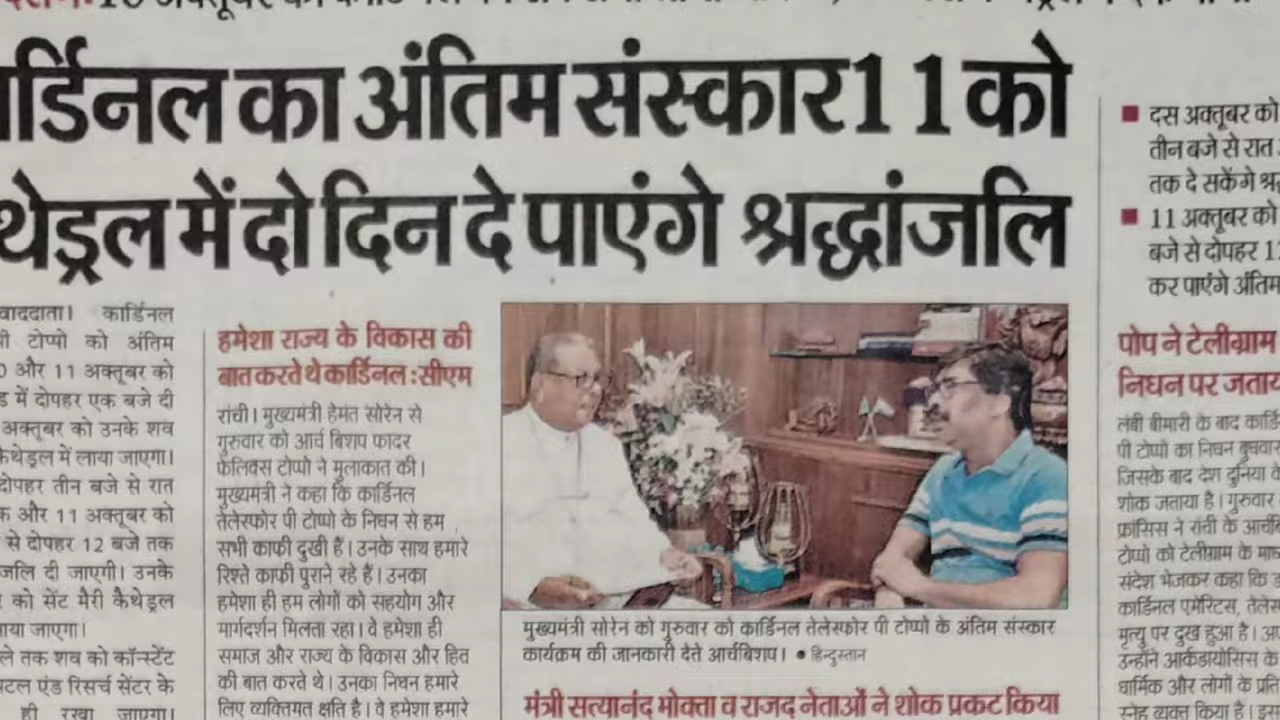 र्डिनल का अंतिम संस्कार 11 को
थेड्रल में दो दिन दे पाएंगे श्रद्धांजलि
वाददाता। कार्डिनल
पी टोप्पो को अंतिम
और 11 अक्तूबर को
में दोपहर एक बजे दी
अक्तूबर को उनके शव
कैथेड्रल में लाया जाएगा।
दोपहर तीन बजे से रात
और 11 अक्तूबर को
से दोपहर 12 बजे तक
जलि दी जाएगी। उनके
को सेंट मैरी कैथेड्रल
जाएगा।
ले तक शव को कॉन्स्टेंट
एंड रिसर्च सेंटर के
ही रखा जाएगा।
हमेशा राज्य के विकास की
बात करते थे कार्डिनल : सीएम
रांची। मुख्यमंत्री हेमंत सोरेन से
गुरुवार को आर्च बिशप फादर
फेलिक्स टोप्पो ने मुलाकात की।
मुख्यमंत्री ने कहा कि कार्डिनल
तेलेस्फोर पी टोप्पो के निधन से हम
सभी काफी दुखी हैं। उनके साथ हमारे
रिश्ते काफी पुराने रहे हैं। उनका
हमेशा ही हम लोगों को सहयोग और
मार्गदर्शन मिलता रहा। वे हमेशा ही
समाज और राज्य के विकास और हित
की बात करते थे। उनका निधन हमारे
लिए व्यक्तिगत क्षति है। वे हमेशा हमारे
मुख्यमंत्री सोरेन को गुरुवार को कार्डिनल तेलेस्फोर पी टोप्पो के अंतिम संस्कार
कार्यक्रम की जानकारी देते आर्चबिशप। • हिन्दुस्तान
मंत्री सत्यानंद भोक्ता व राजद नेताओं ने शोक प्रकट किया
दस अक्तूबर को
तीन बजे से रात
तक दे सकेंगे
11 अक्तूबर को
बजे से दोपहर
कर पाएंगे अंतिम
पोप ने टेलीग्राम
निधन पर जताय
लंबी बीमारी के बाद कार्डि
पी टोप्पो का निधन बुधवार
जिसके बाद देश दुनिया के
शोक जताया है। गुरुवार
फ्रांसिस ने रांची के
टोप्पो को टेलीग्राम के
संदेश भेजकर कहा कि
कार्डिनल एमेरिटस, तेलेस
मृत्यु पर दुख हुआ है।
उन्होंने आर्कडायोसिस के
धार्मिक और लोगों के प्रति
स्नेह व्यक्त किया है।